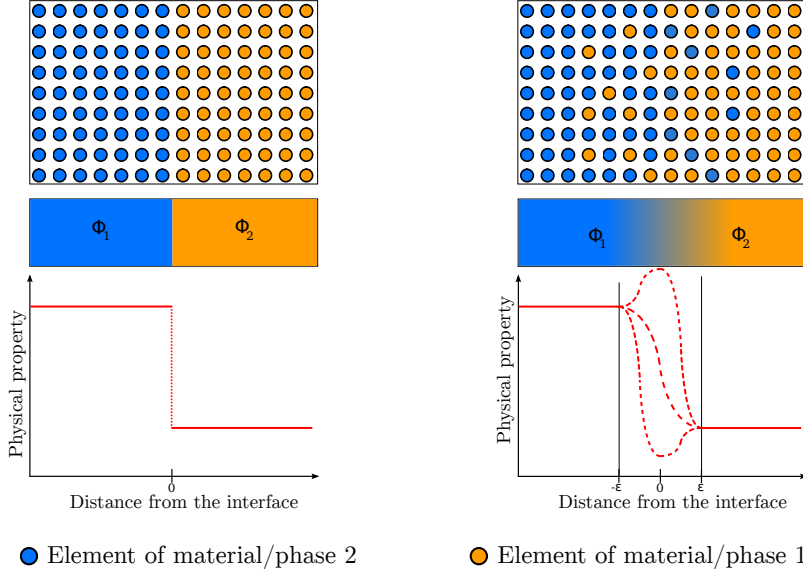 Φ1
Φ2
Φ1
Φ2
Physical property
Physical property
0
-ε
0
ε
Distance from the interface
Distance from the interface
Element of material/phase 2
Element of material/phase 1